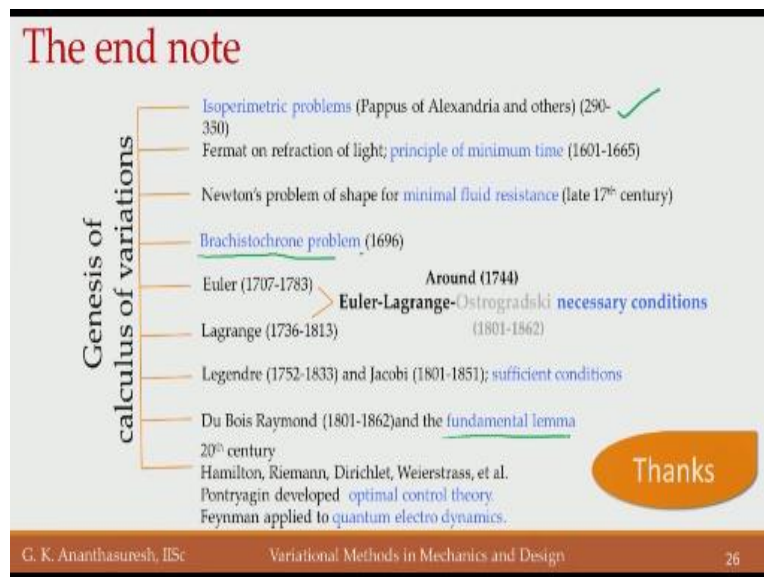 The end note
Genesis of
calculus of variations
Isoperimetric problems (Pappus of Alexandria and others) (290-
330)
Fermat on refraction of light; principle of minimum time (1601-1665)
Newton's problem of shape for minimal fluid resistance (late 17th century)
Brachistochrone problem (1696)
Euler (1707-1783)
Around (1744)
Euler-Lagrange-Ostrogradski necessary conditions
(1801-1862)
Lagrange (1736-1813)
Legendre (1752-1833) and Jacobi (1801-1851); sufficient conditions
Du Bois Raymond (1801-1862)and the fundamental lemma
20th century
Hamilton, Riemann, Dirichlet, Weierstrass, et al.
Pontryagin developed optimal control theory.
Feynman applied to quantum electro dynamics.
Thanks
G. K. Ananthasuresh, IISc Variational Methods in Mechanics and Design 26